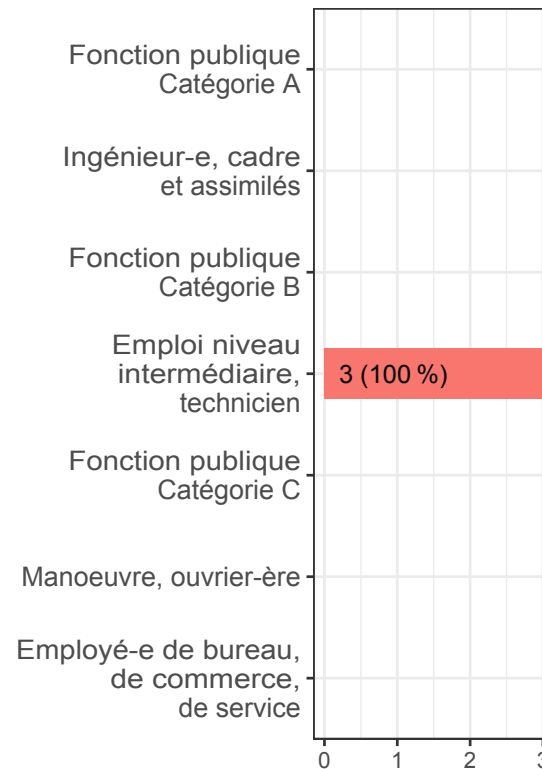 Fonction publique
Catégorie A
Ingénieur-e, cadre
et assimilés
Fonction publique
Catégorie B
Emploi niveau
intermédiaire,
technicien
3 (100 %)
Fonction publique
Catégorie C
Manoeuvre, ouvrier-ère
Employé-e de bureau,
de commerce,
de service
0 1 2 3